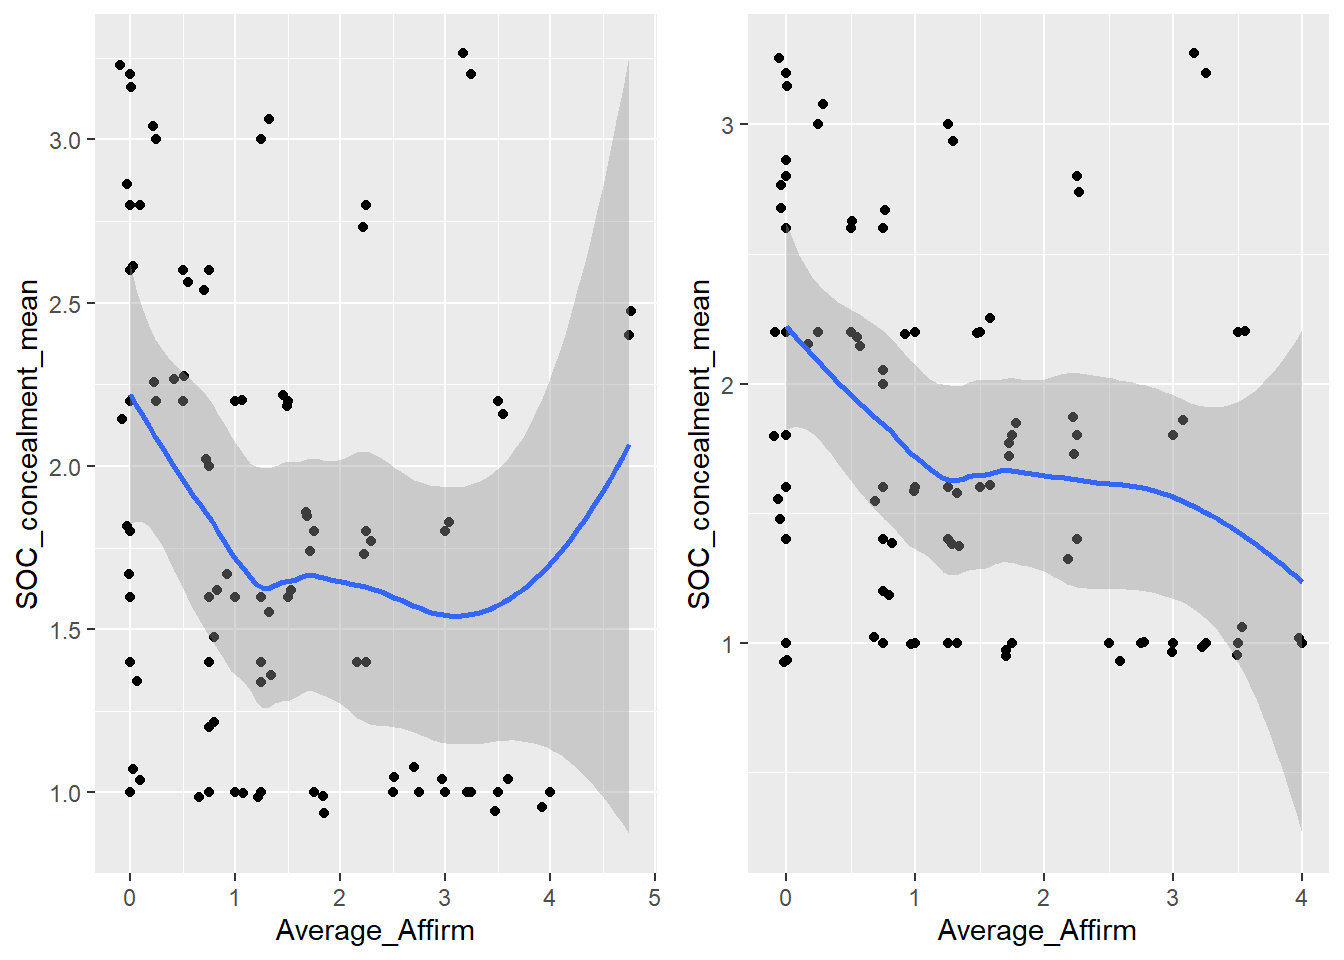 3.0
2.5
2.0
1.5
1.0
SOC_concealment_mean
0 1 2 3 4 5
Average_Affirm
3
2
1
SOC_concealment_mean
0 1 2 3 4
Average_Affirm